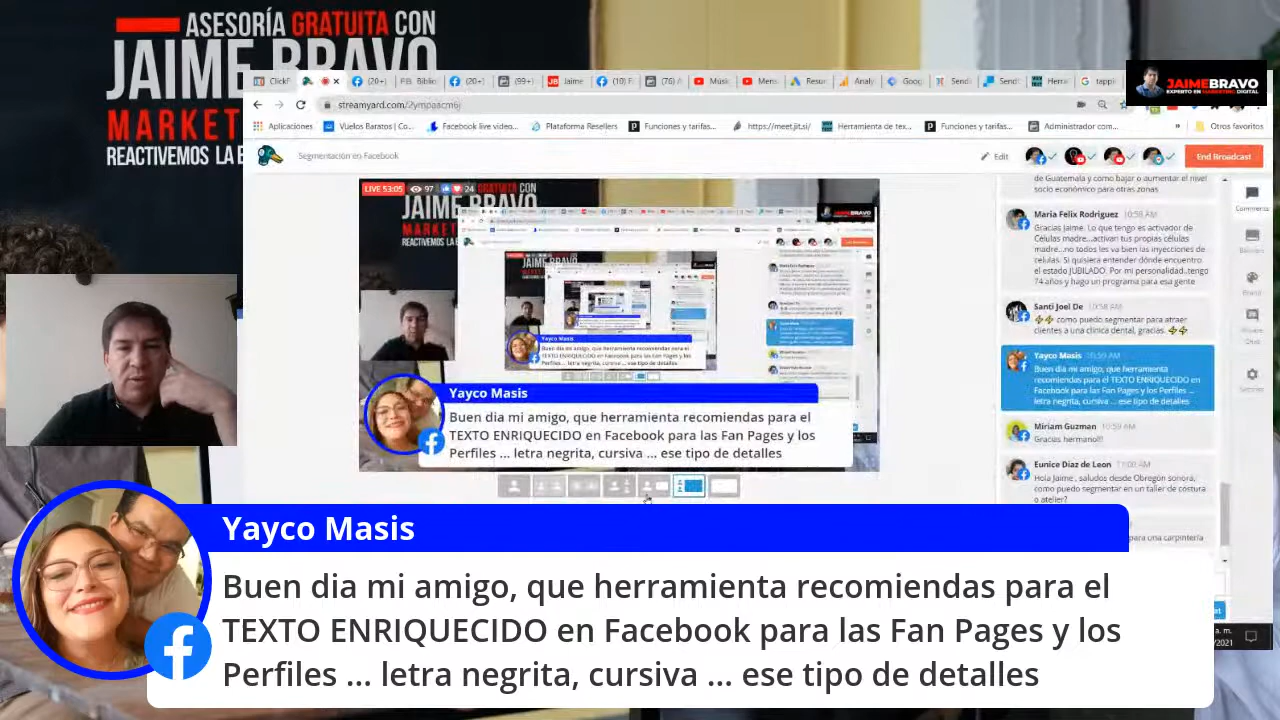 ASESORÍA GRATUITA CON
JAIME BRAVO
MARKET
REACTIVEMOS LA E
JAIMEBRAVO
EXPERTO EN MARKETING DIGITAL
streamyard.com/2ympaacm6j
Aplicaciones
Vuelos Baratos | Co...
Facebook live video...
Plataforma Resellers
Funciones y tarifas...
https://meet.jit.si/
Herramienta de tex...
Funciones y tarifas...
Administrador com...
Otros favoritos
Segmentación en Facebook
Edit
End Broadcast
LIVE 53:05
97
24
de Guatemala y como bajar o aumentar el nivel
socio económico para otras zonas
Maria Felix Rodriguez 10:58 AM
Gracias Jaime. Lo que tengo es activador de
Células madre...activan tus propias células
madre...no todos les va bien las inyecciones de
células. Si quisiera entender dónde encuentro
el estado JUBILADO. Por mi personalidad..tengo
74 años y hago un programa para esa gente
Santi Joel De 10:58 AM
como puedo segmentar para atraer
clientes a una clinica dental, gracias.
Yayco Masis 10:59 AM
Buen dia mi amigo, que herramienta
recomiendas para el TEXTO ENRIQUECIDO en
Facebook para las Fan Pages y los Perfiles ...
letra negrita, cursiva ... ese tipo de detalles
Miriam Guzman 10:59 AM
Gracias hermano!!!
Eunice Diaz de Leon 11:00 AM
Hola Jaime , saludos desde Obregón sonora,
como puedo segmentar en un taller de costura
o atelier?
para una carpintería
Comments
Yayco Masis
Buen dia mi amigo, que herramienta recomiendas para el
TEXTO ENRIQUECIDO en Facebook para las Fan Pages y los
Perfiles ... letra negrita, cursiva ... ese tipo de detalles
Yayco Masis
Buen dia mi amigo, que herramienta recomiendas para el
TEXTO ENRIQUECIDO en Facebook para las Fan Pages y los
Perfiles ... letra negrita, cursiva ... ese tipo de detalles